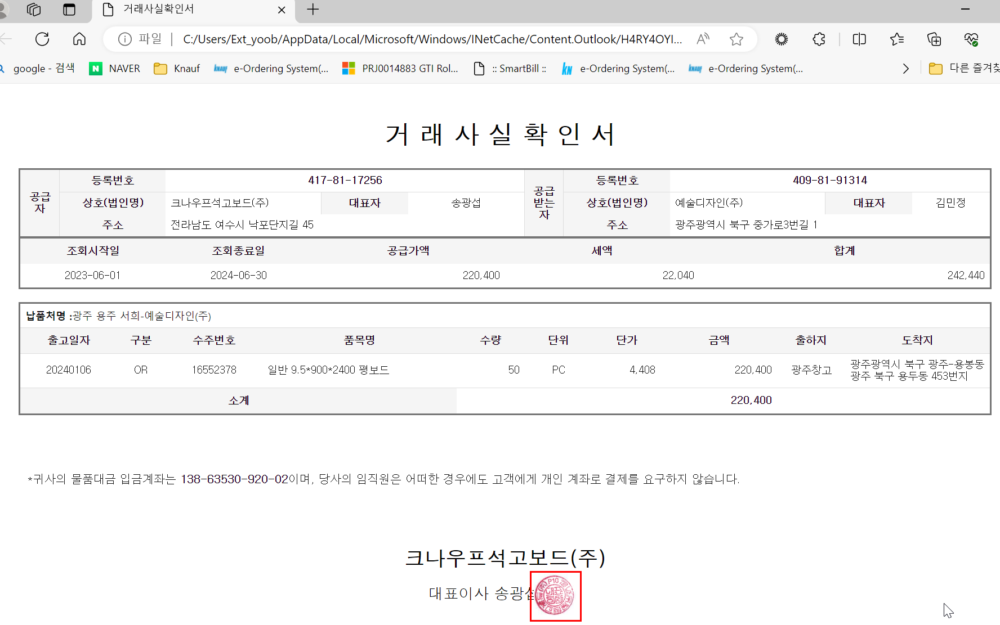 거래사실확인서
파일 C:/Users/Ext_yoob/AppData/Local/Microsoft/Windows/INetCache/Content.Outlook/H4RY4OYI...
google - 검색 NAVER Knauf e-Ordering System(... PRJ0014883 GTI Rol... :: SmartBill :: e-Ordering System(... e-Ordering System(... 다른 즐겨찾
거 래 사 실 확 인 서
공급자 등록번호 417-81-17256 공급받는자 등록번호 409-81-91314
상호(법인명) 크나우프석고보드(주) 대표자 송광섭 상호(법인명) 예술디자인(주) 대표자 김민정
주소 전라남도 여수시 낙포단지길 45 주소 광주광역시 북구 중가로3번길 1
조회시작일 조회종료일 공급가액 세액 합계
2023-06-01 2024-06-30 220,400 22,040 242,440
납품처명 :광주 용주 서희-예술디자인(주)
출고일자 구분 수주번호 품목명 수량 단위 단가 금액 출하지 도착지
20240106 OR 16552378 일반 9.5*900*2400 평보드 50 PC 4,408 220,400 광주창고 광주광역시 북구 광주-용봉동
광주 북구 용두동 453번지
소계 220,400
*귀사의 물품대금 입금계좌는 138-63530-920-02이며, 당사의 임직원은 어떠한 경우에도 고객에게 개인 계좌로 결제를 요구하지 않습니다.
크나우프석고보드(주)
대표이사 송광섭
P10